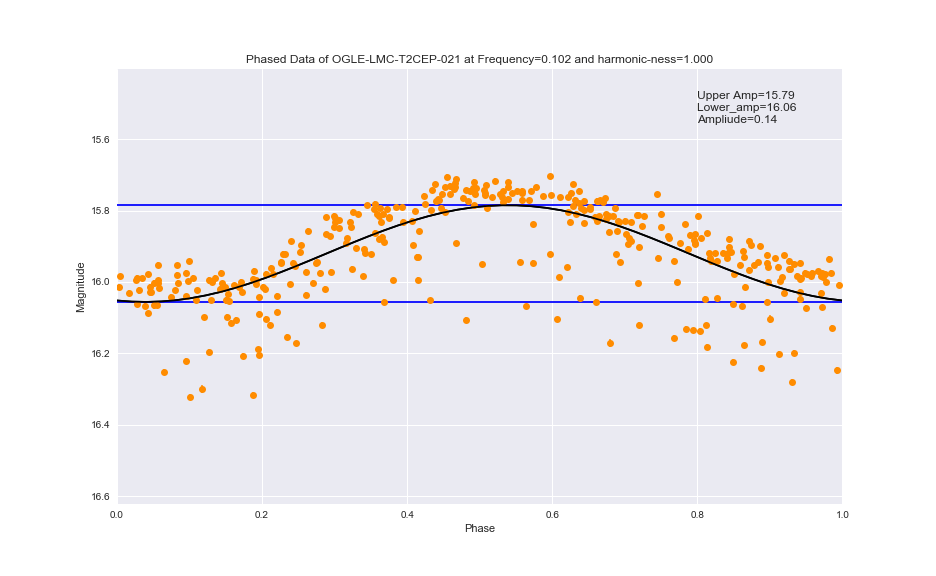 Phased Data of OGLE-LMC-T2CEP-021 at Frequency=0.102 and harmonic-ness=1.000
Upper Amp=15.79
Lower_amp=16.06
Ampliude=0.14
15.6
15.8
16.0
16.2
16.4
16.6
Magnitude
0.0 0.2 0.4 0.6 0.8 1.0
Phase